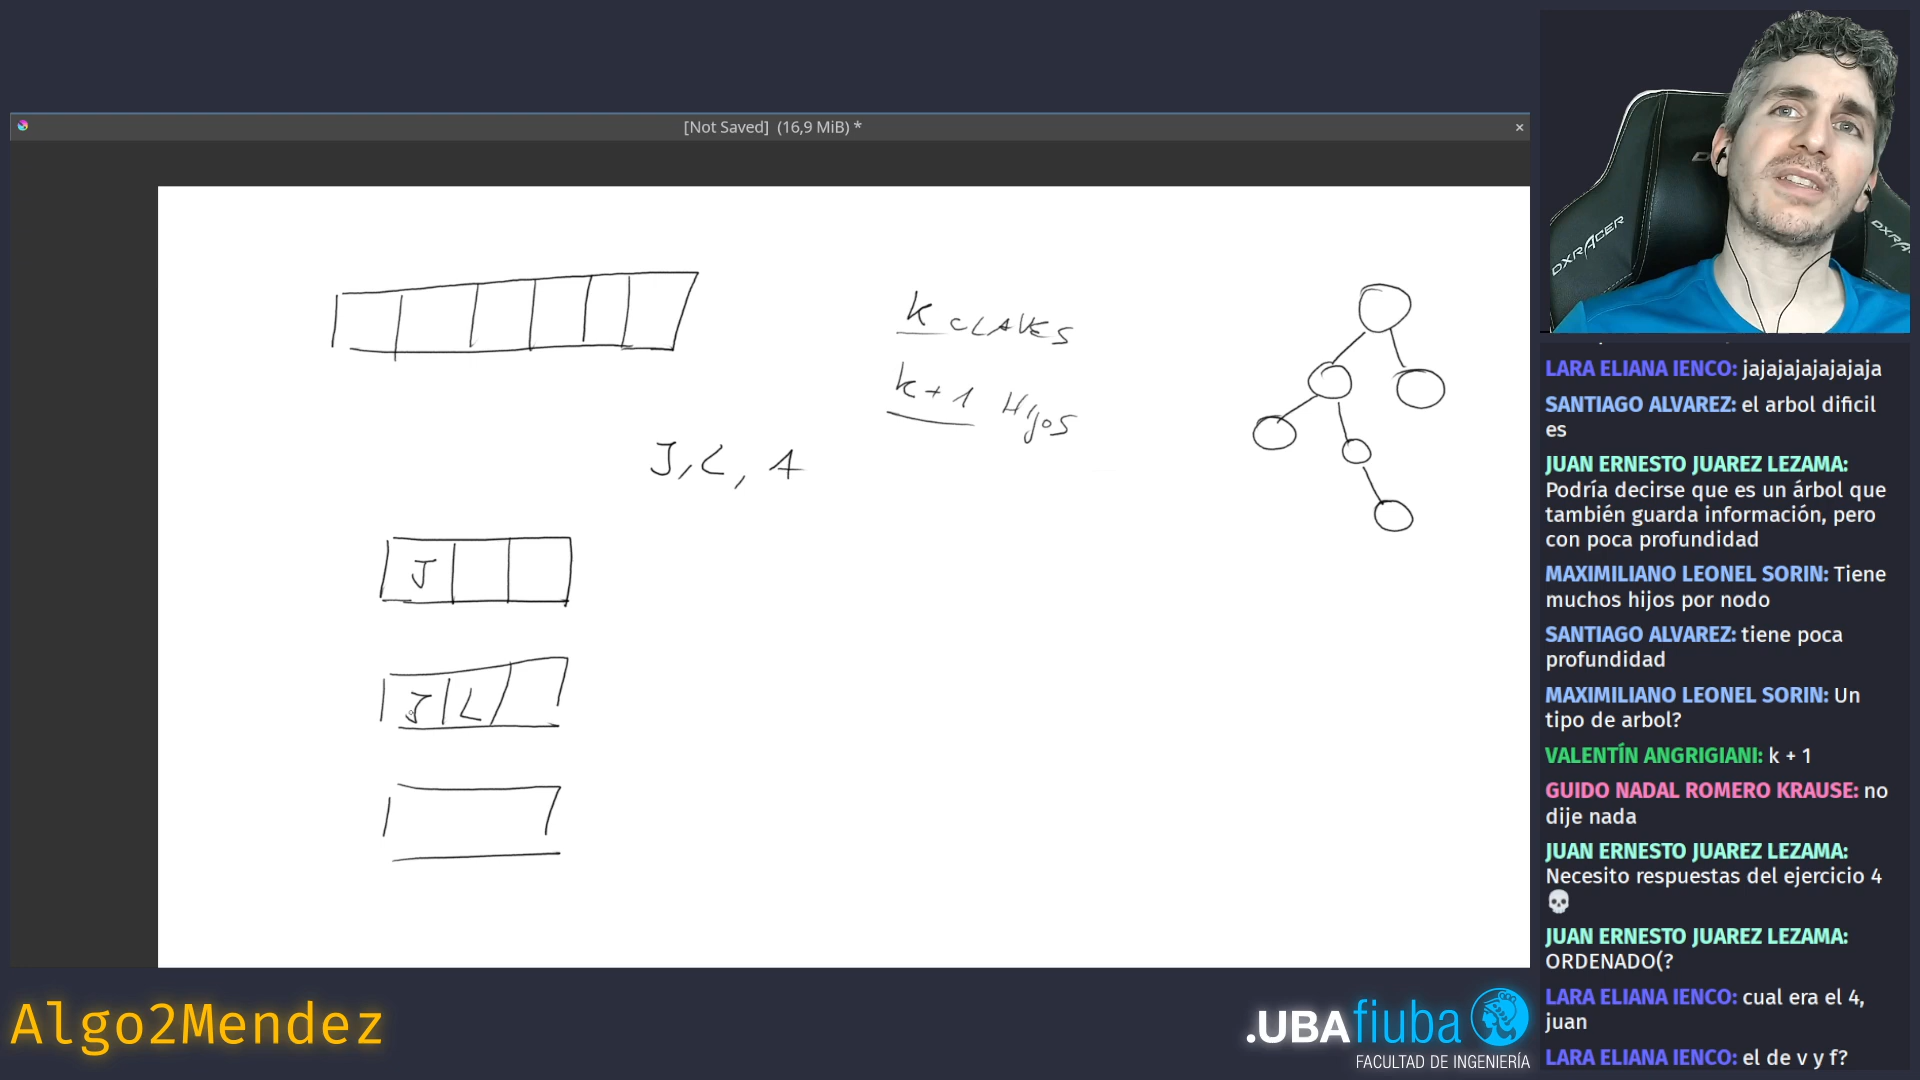 [Not Saved] (16,9 MiB) *
×
k CLAVES
k + 1 Hijos
J, L, A
J
J L
DXRACER
LARA ELIANA IENCO: jajajajajajajaja
SANTIAGO ALVAREZ: el arbol dificil
es
JUAN ERNESTO JUAREZ LEZAMA:
Podría decirse que es un árbol que
también guarda información, pero
con poca profundidad
MAXIMILIANO LEONEL SORIN: Tiene
muchos hijos por nodo
SANTIAGO ALVAREZ: tiene poca
profundidad
MAXIMILIANO LEONEL SORIN: Un
tipo de arbol?
VALENTÍN ANGRIGIANI: k + 1
GUIDO NADAL ROMERO KRAUSE: no
dije nada
JUAN ERNESTO JUAREZ LEZAMA:
Necesito respuestas del ejercicio 4
💀
JUAN ERNESTO JUAREZ LEZAMA:
ORDENADO(?
LARA ELIANA IENCO: cual era el 4,
juan
LARA ELIANA IENCO: el de v y f?
Algo2Mendez
.UBAfiuba
FACULTAD DE INGENIERÍA